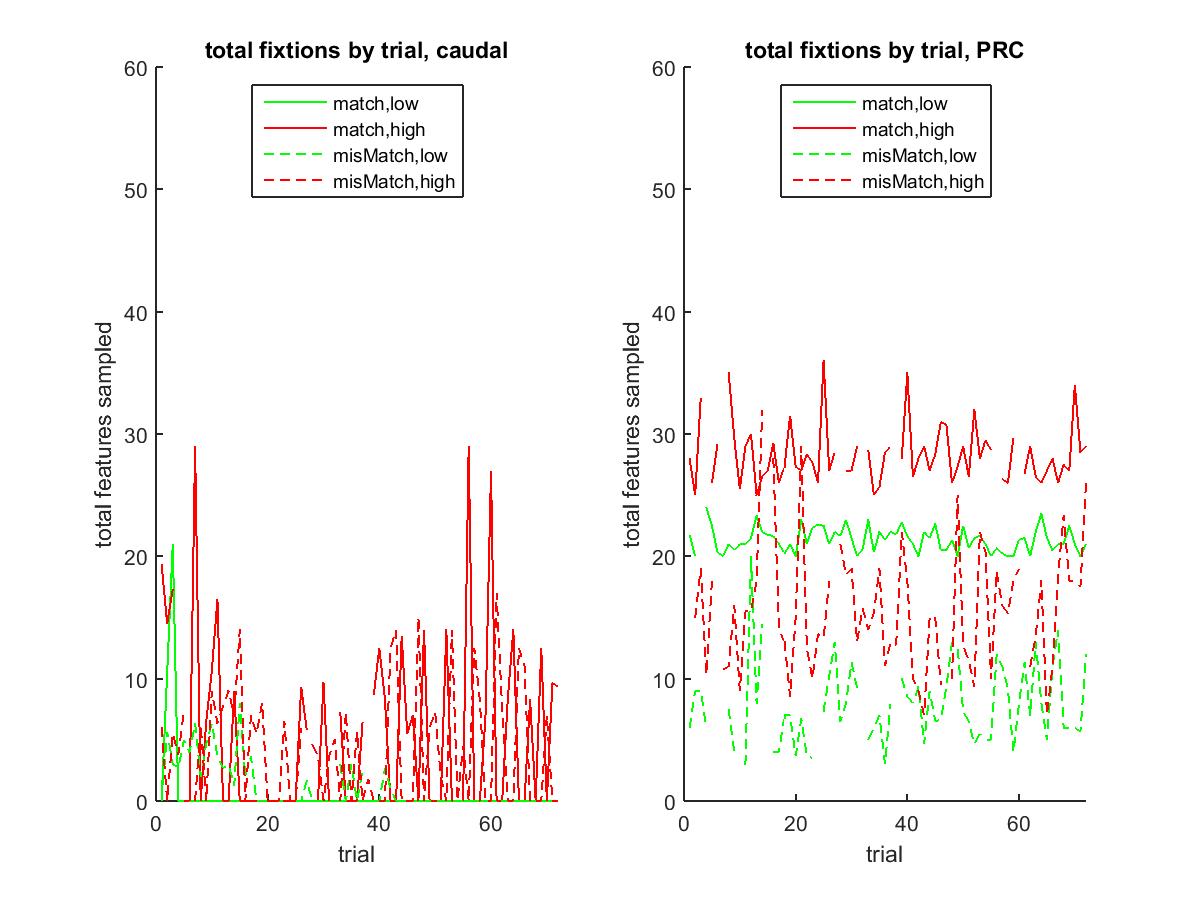 total fixtions by trial, caudal
match,low
match,high
misMatch,low
misMatch,high
60
50
40
30
20
10
0
total features sampled
0
20
40
60
trial
total fixtions by trial, PRC
match,low
match,high
misMatch,low
misMatch,high
60
50
40
30
20
10
0
total features sampled
0
20
40
60
trial